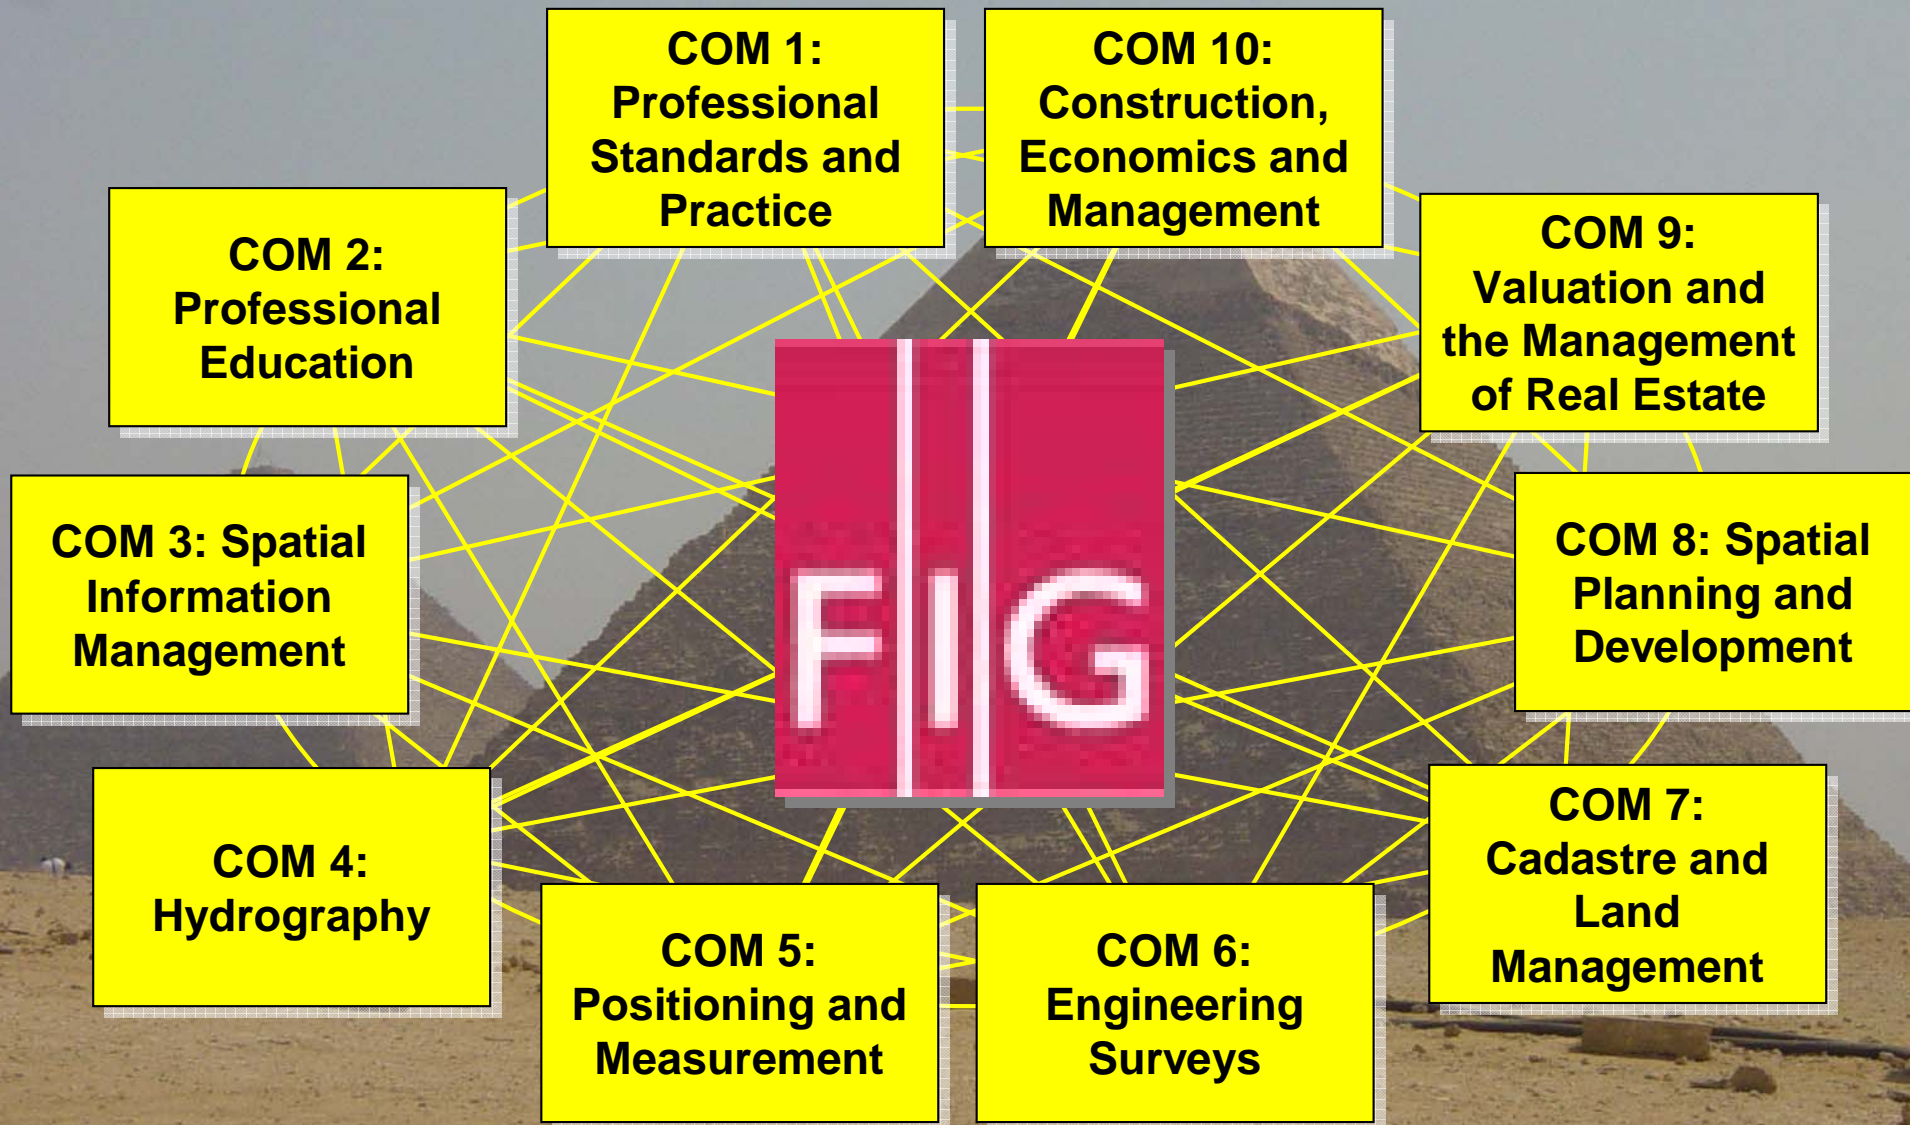 COM 1:
Professional
Standards and
Practice
COM 10:
Construction,
Economics and
Management
COM 2:
Professional
Education
COM 9:
Valuation and
the Management
of Real Estate
COM 3: Spatial
Information
Management
FIG
COM 8: Spatial
Planning and
Development
COM 4:
Hydrography
COM 7:
Cadastre and
Land
Management
COM 5:
Positioning and
Measurement
COM 6:
Engineering
Surveys